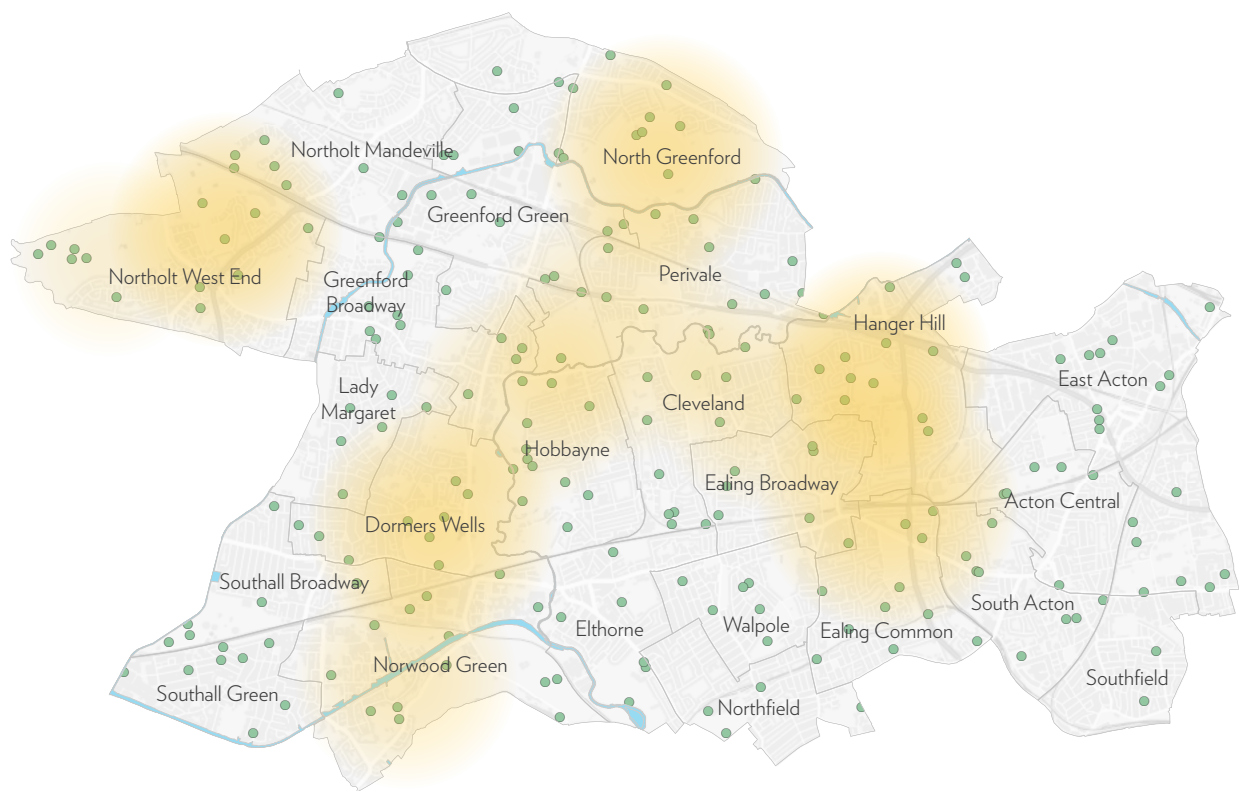 Northolt Mandeville
North Greenford
Greenford Green
Northolt West End
Greenford
Broadway
Perivale
Hanger Hill
East Acton
Lady
Margaret
Cleveland
Hobbayne
Ealing Broadway
Acton Central
Dormers Wells
Southall Broadway
South Acton
Elthorne
Walpole
Ealing Common
Norwood Green
Southall Green
Southfield
Northfield